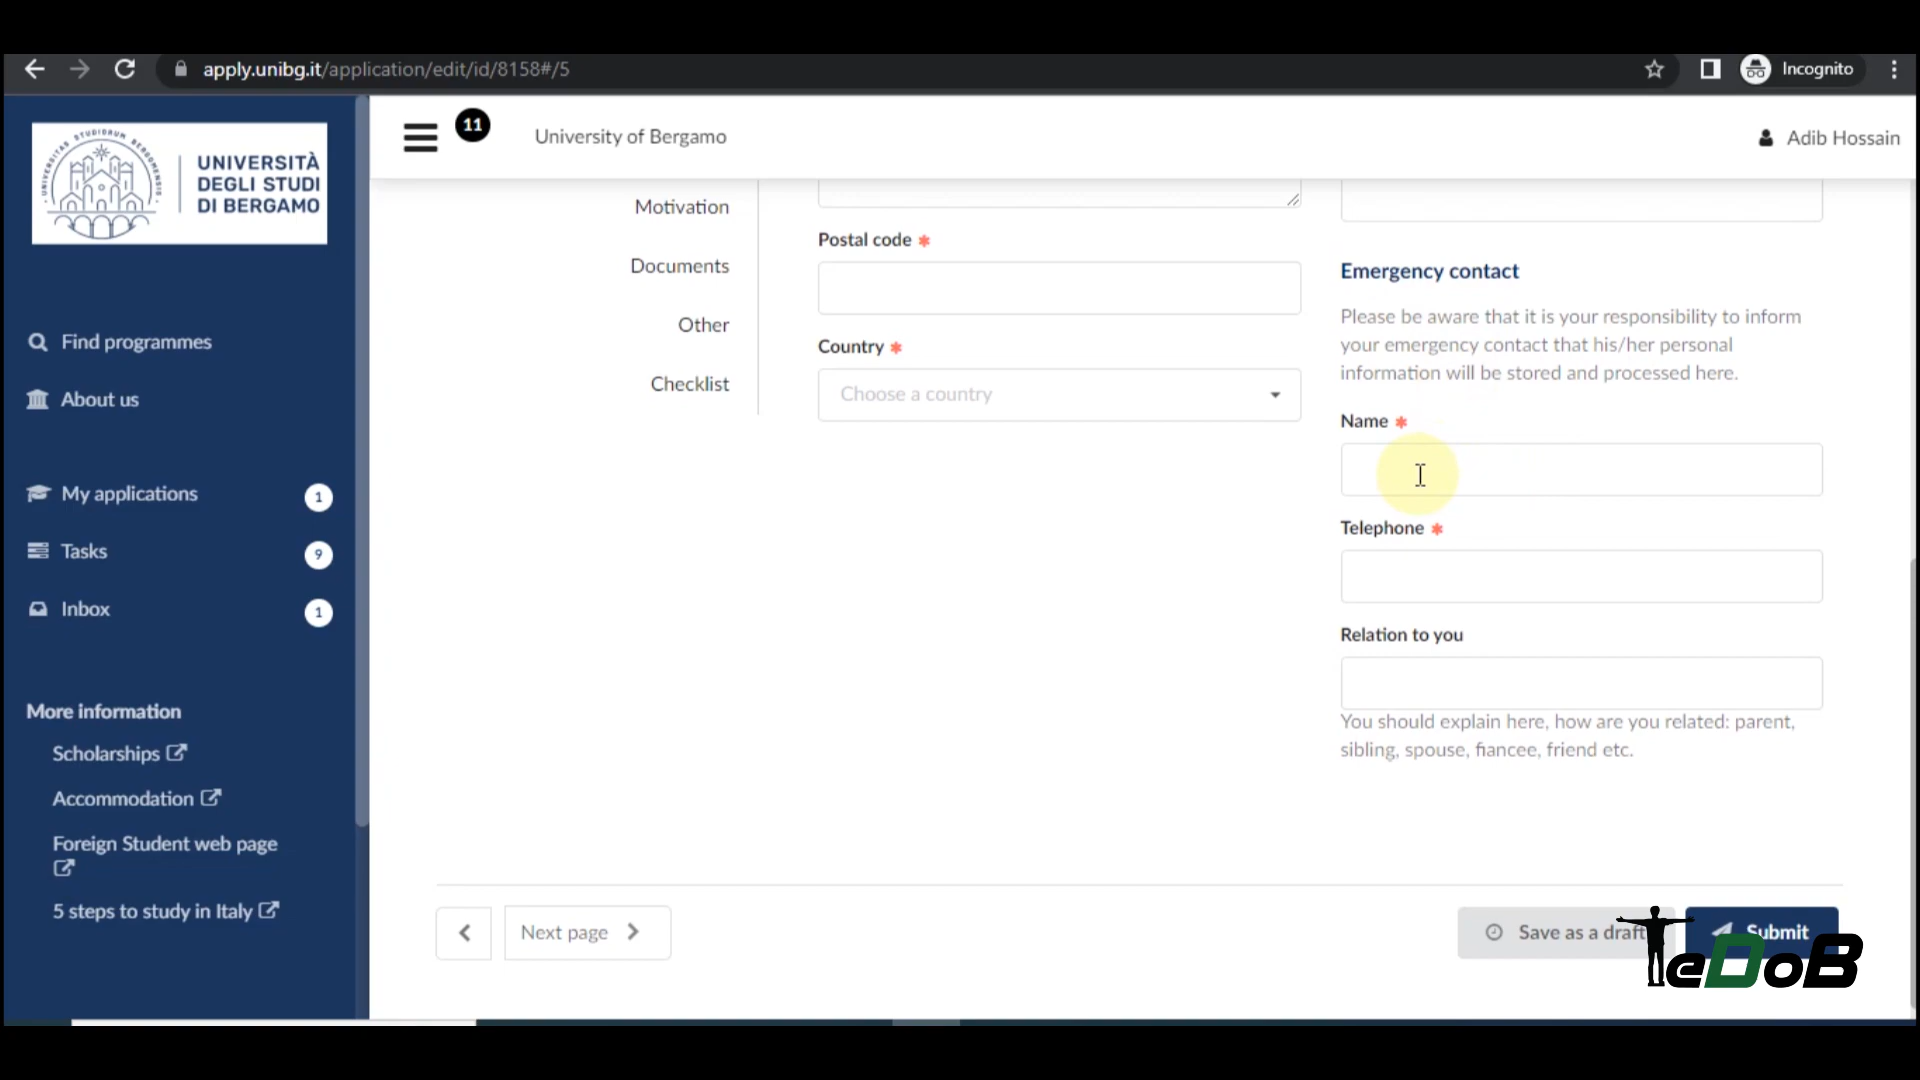 apply.unibg.it/application/edit/id/8158#/5
Incognito
UNIVERSITÀ
DEGLI STUDI
DI BERGAMO
11
University of Bergamo
Adib Hossain
Find programmes
About us
My applications 1
Tasks 9
Inbox 1
More information
Scholarships
Accommodation
Foreign Student web page
5 steps to study in Italy
Motivation
Documents
Other
Checklist
Postal code *
Country *
Choose a country
Emergency contact
Please be aware that it is your responsibility to inform
your emergency contact that his/her personal
information will be stored and processed here.
Name *
Telephone *
Relation to you
You should explain here, how are you related: parent,
sibling, spouse, fiancee, friend etc.
Next page
Save as a draft
Submit
TeDoB